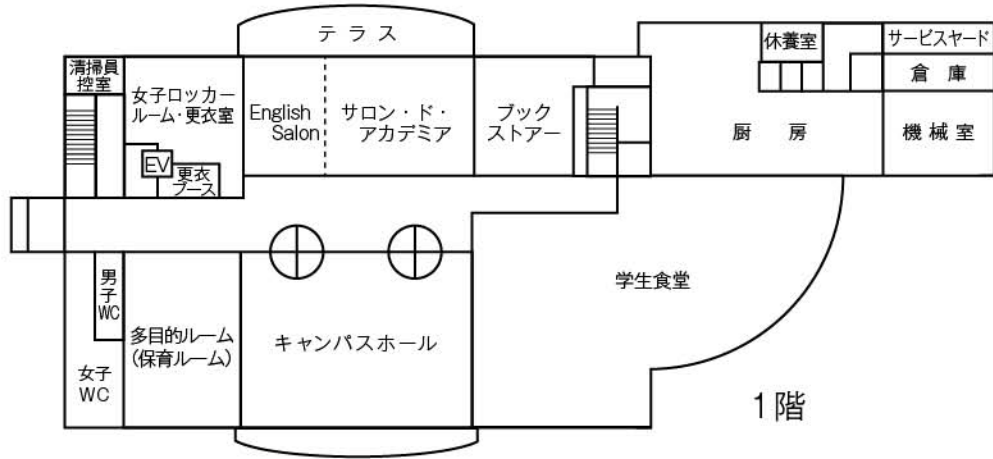 テラス
清掃員
控室
女子ロッカー
ルーム・更衣室
English
Salon
サロン・ド・
アカデミア
ブック
ストアー
休養室
サービスヤード
倉庫
厨房
機械室
EV
更衣
ブース
男子
WC
多目的ルーム
(保育ルーム)
キャンパスホール
学生食堂
女子
WC
1階